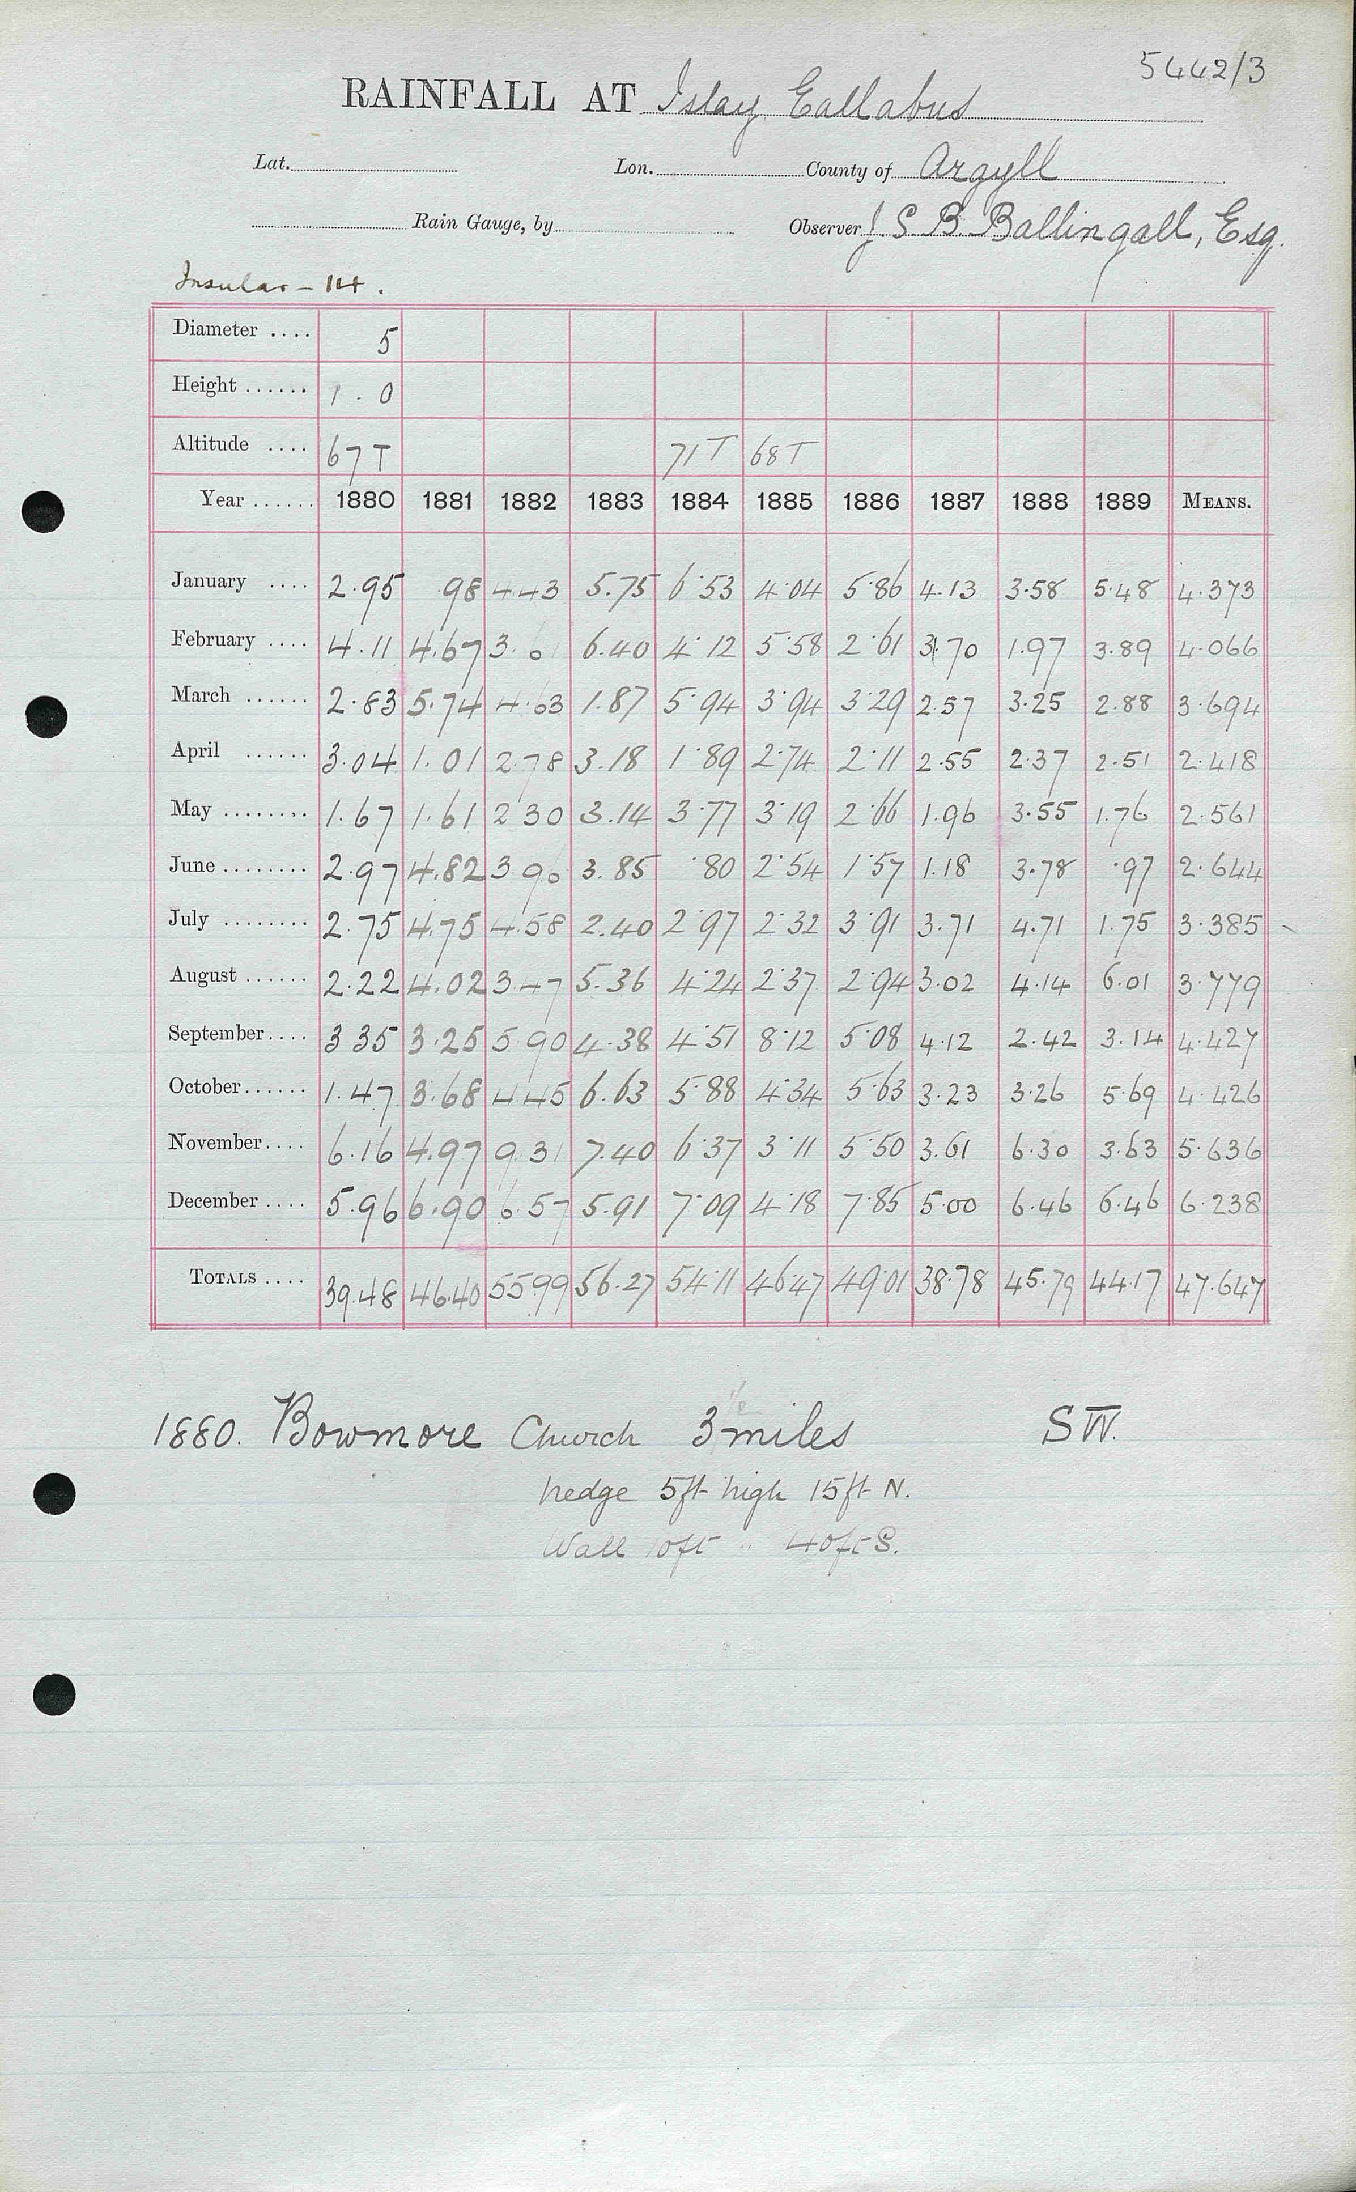 5442/3
RAINFALL AT Islay Eallabus
Lat. Lon. County of Argyll
Rain Gauge, by Observer J S B. Ballingall, Esq.
Insular - 114.
Diameter .... 5
Height ...... 1.0
Altitude .... 67 T 71 T 68 T
Year ...... 1880 1881 1882 1883 1884 1885 1886 1887 1888 1889 MEANS.
January .... 2.95 .98 4.43 5.75 6.53 4.04 5.86 4.13 3.58 5.48 4.373
February .... 4.11 4.67 3.61 6.40 4.12 5.58 2.61 3.70 1.97 3.89 4.066
March ...... 2.83 5.74 4.63 1.87 5.94 3.94 3.29 2.57 3.25 2.88 3.694
April ...... 3.04 1.01 2.78 3.18 1.89 2.74 2.11 2.55 2.37 2.51 2.418
May ........ 1.67 1.61 2.30 3.14 3.77 3.19 2.66 1.96 3.55 1.76 2.561
June ........ 2.97 4.82 3.96 3.85 .80 2.54 1.57 1.18 3.78 .97 2.644
July ........ 2.75 4.75 4.58 2.40 2.97 2.32 3.91 3.71 4.71 1.75 3.385
August ...... 2.22 4.02 3.47 5.36 4.24 2.37 2.94 3.02 4.14 6.01 3.779
September .... 3.35 3.25 5.90 4.38 4.51 8.12 5.08 4.12 2.42 3.14 4.427
October ...... 1.47 3.68 4.45 6.63 5.88 4.34 5.63 3.23 3.26 5.69 4.426
November .... 6.16 4.97 9.31 7.40 6.37 3.11 5.50 3.61 6.30 3.63 5.636
December .... 5.96 6.90 6.57 5.91 7.09 4.18 7.85 5.00 6.46 6.46 6.238
TOTALS .... 39.48 46.40 55.99 56.27 54.11 46.47 49.01 38.78 45.79 44.17 47.647
1880. Bowmore Church 3 miles SW.
hedge 5ft high 15ft N.
Wall 10ft " 40ft S.